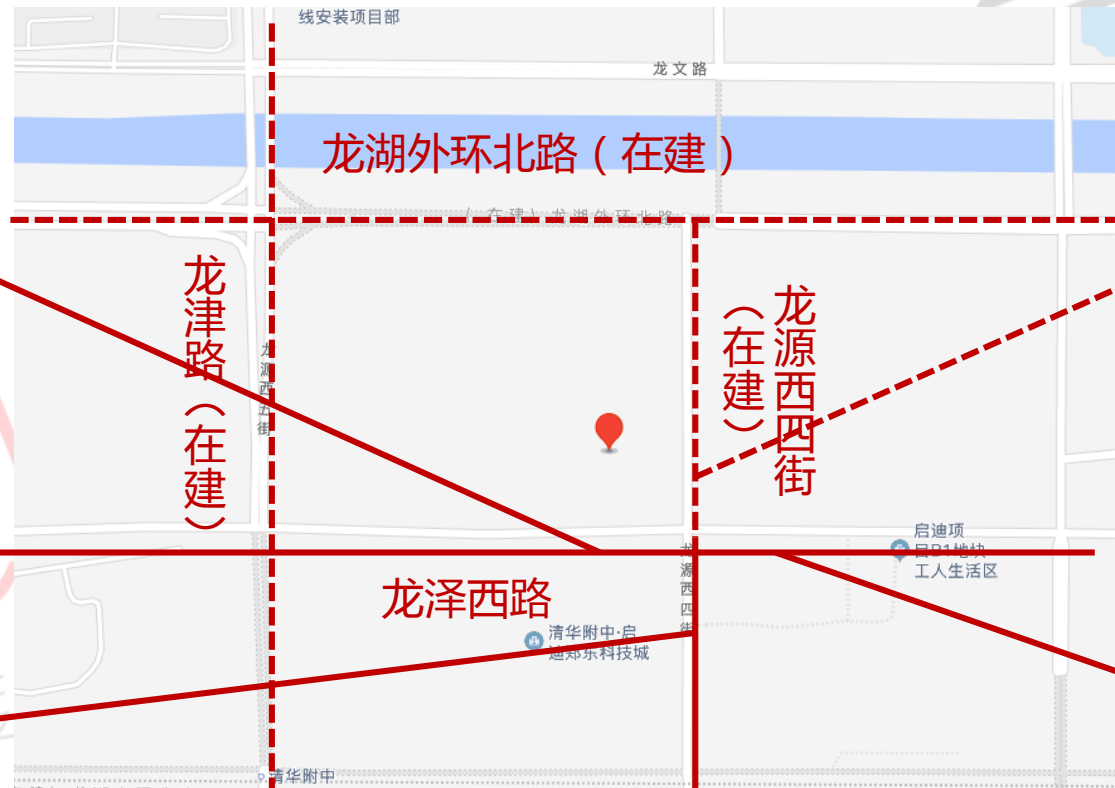 线安装项目部
龙文路
龙湖外环北路（在建）
（在建）龙湖外环北路
龙津路（在建）
龙源西五街
龙源西四街
（在建）
启迪项
目B1地块
工人生活区
龙泽西路
龙源西四街
清华附中·启
迪郑东科技城
清华附中